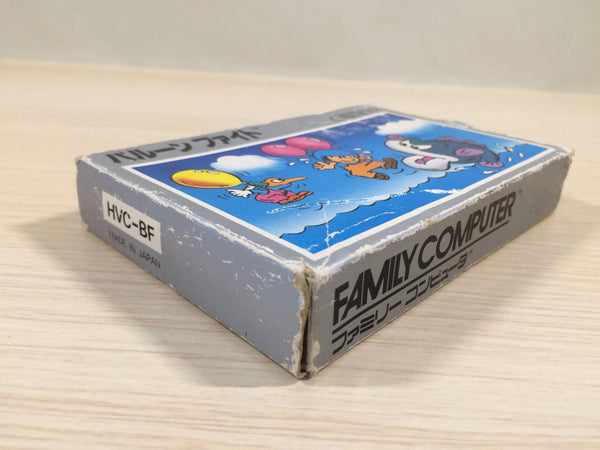 バルーンファイト
HVC-BF
MADE IN JAPAN
FAMILY COMPUTER™
ファミリー コンピュータ